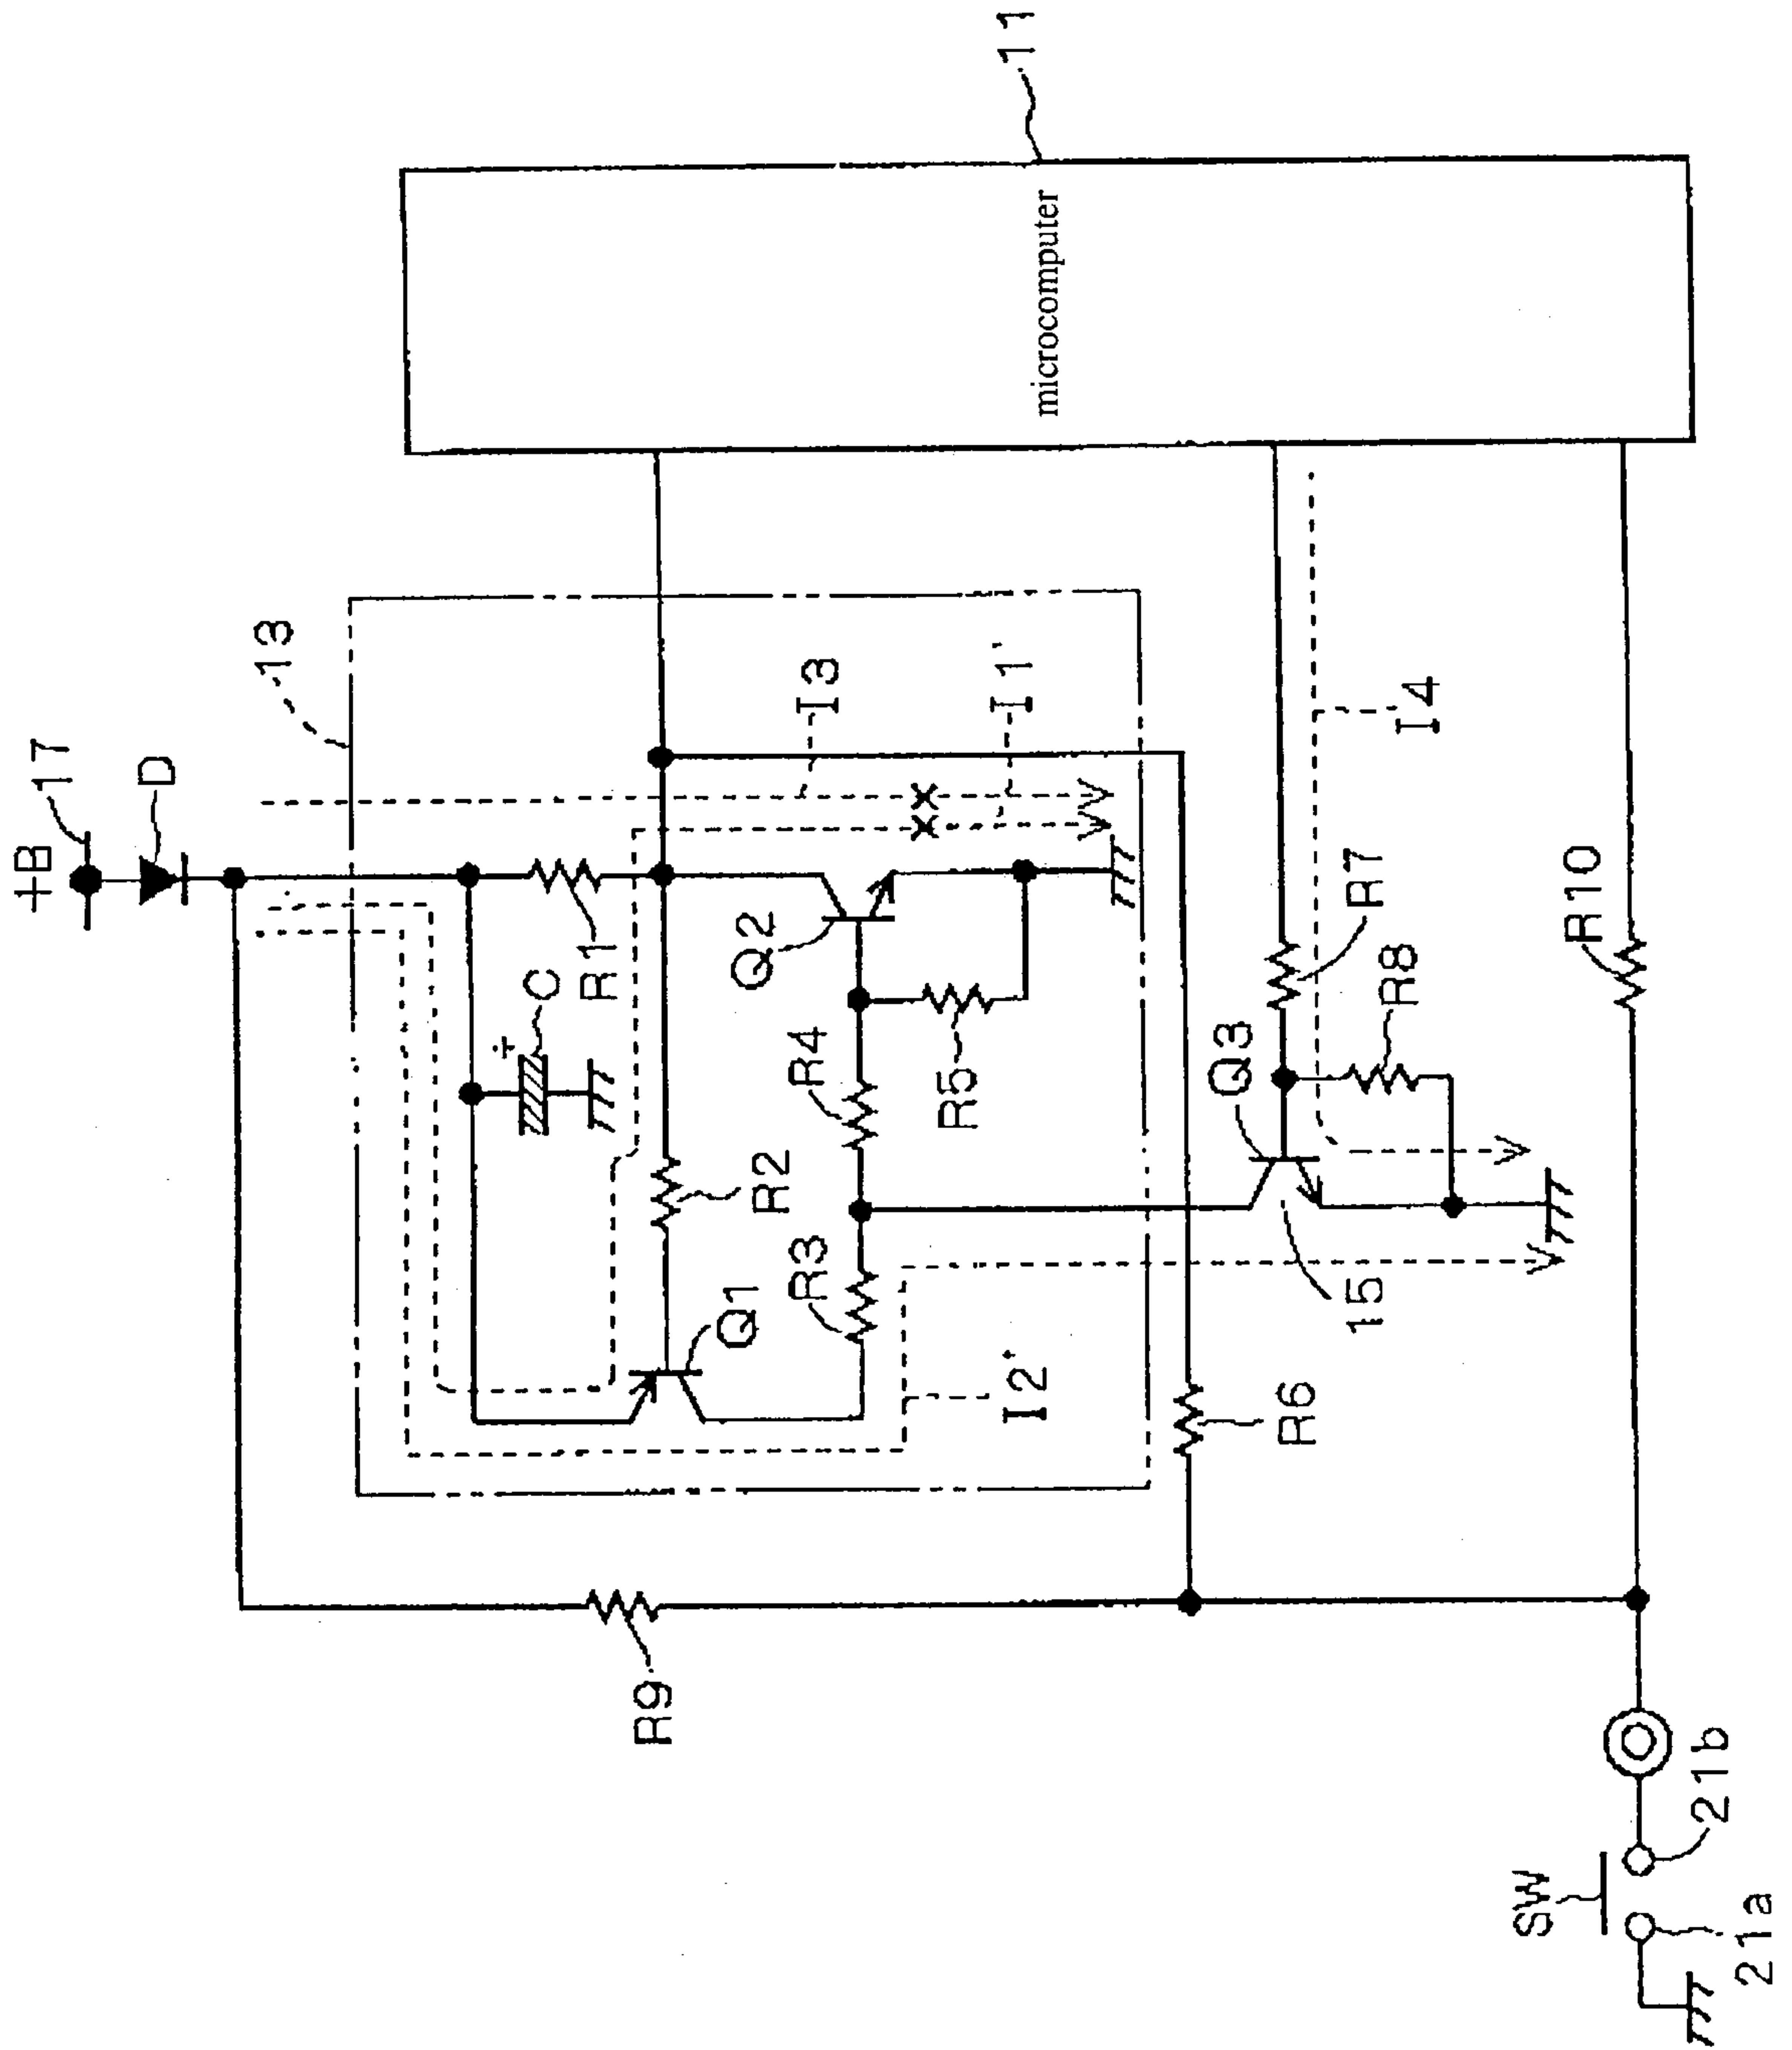 +B
17
D
13
C
+
R1
R2
Q1
Q2
R3
R4
R5
I3
I1'
I2'
microcomputer
11
R6
Q3
15
R7
R8
I4
R9
R10
SW
21a
21b